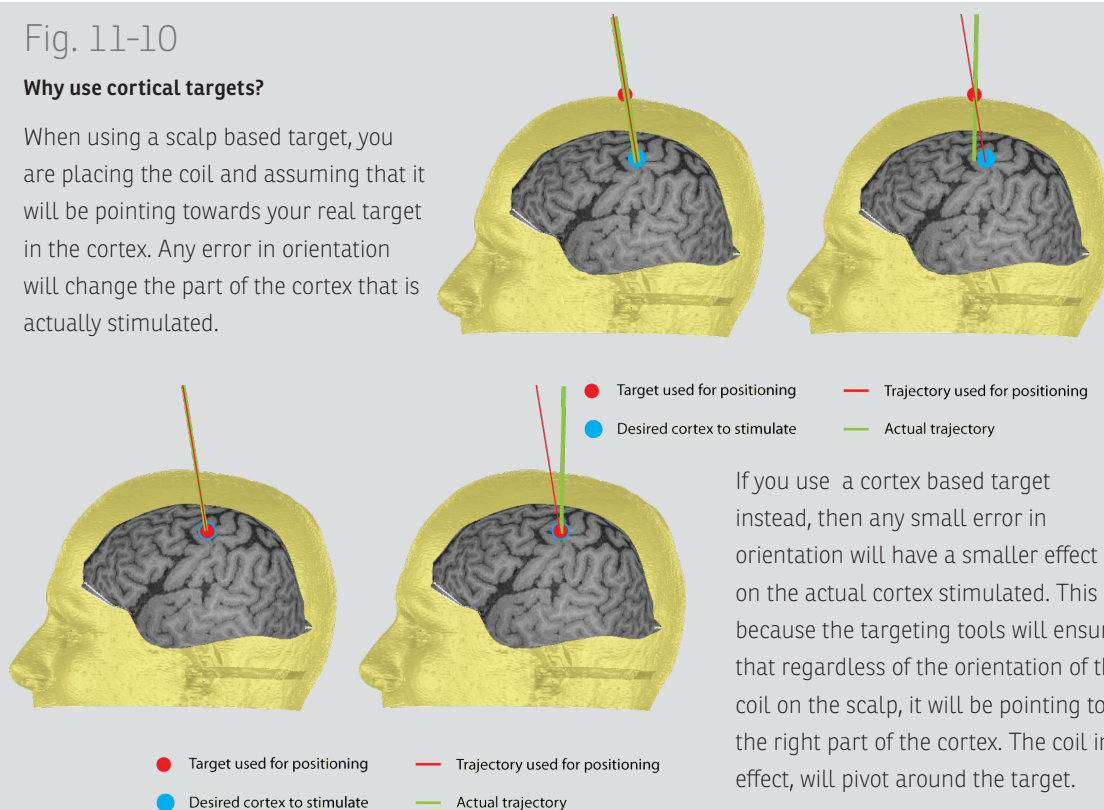 Fig. 11-10
Why use cortical targets?
When using a scalp based target, you
are placing the coil and assuming that it
will be pointing towards your real target
in the cortex. Any error in orientation
will change the part of the cortex that is
actually stimulated.
Target used for positioning
Trajectory used for positioning
Desired cortex to stimulate
Actual trajectory
If you use a cortex based target
instead, then any small error in
orientation will have a smaller effect
on the actual cortex stimulated. This
because the targeting tools will ensur
that regardless of the orientation of th
coil on the scalp, it will be pointing to
the right part of the cortex. The coil in
effect, will pivot around the target.
Target used for positioning
Trajectory used for positioning
Desired cortex to stimulate
Actual trajectory